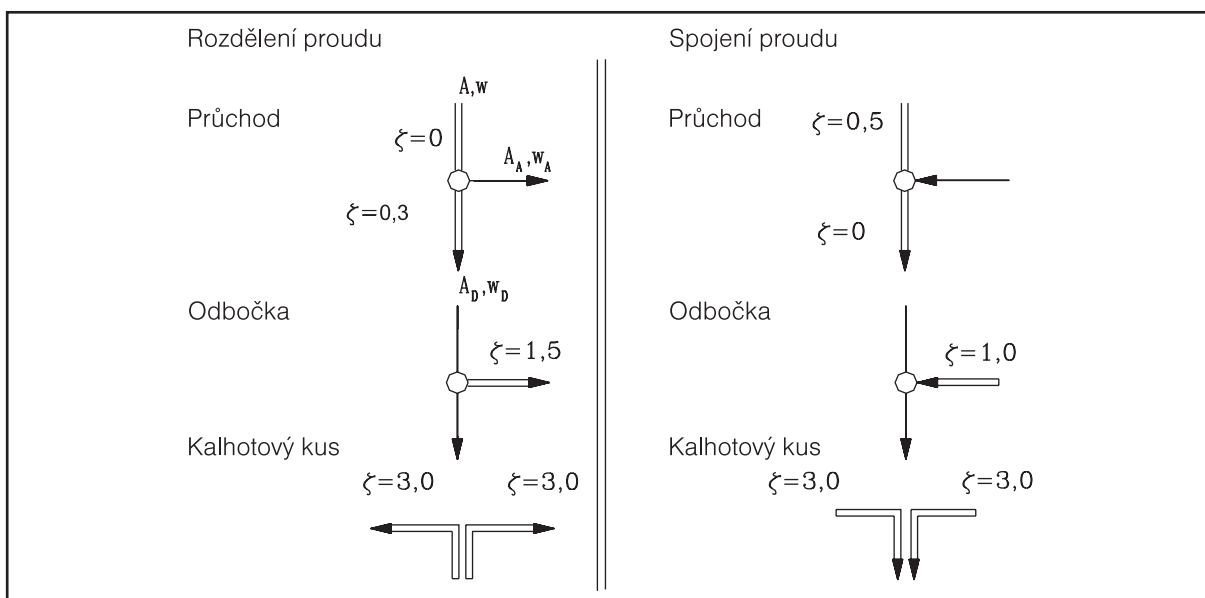 Rozdělení proudu
A,w
Průchod
ζ=0
A_A,w_A
ζ=0,3
A_D,w_D
Odbočka
ζ=1,5
Kalhotový kus
ζ=3,0 ζ=3,0
Spojení proudu
Průchod
ζ=0,5
ζ=0
Odbočka
ζ=1,0
Kalhotový kus
ζ=3,0 ζ=3,0